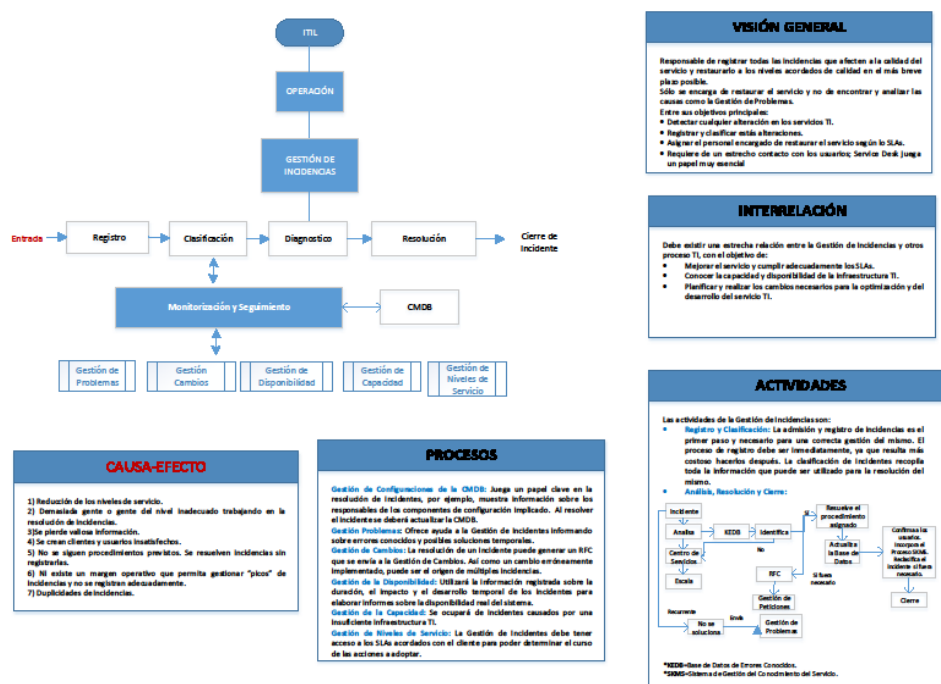 ITIL
OPERACIÓN
GESTIÓN DE
INCIDENCIAS
Entrada
Registro
Clasificación
Diagnostico
Resolución
Cierre de
Incidente
Monitorización y Seguimiento
CMDB
Gestión de
Problemas
Gestión
Cambios
Gestión de
Disponibilidad
Gestión de
Capacidad
Gestión de
Niveles de
Servicio
VISIÓN GENERAL
Responsable de registrar todas las incidencias que afecten a la calidad del
servicio y restaurarlo a los niveles acordados de calidad en el más breve
plazo posible.
Sólo se encarga de restaurar el servicio y no de encontrar y analizar las
causas como la Gestión de Problemas.
Entre sus objetivos principales:
• Detectar cualquier alteración en los servicios TI.
• Registrar y clasificar estás alteraciones.
• Asignar el personal encargado de restaurar el servicio según lo SLAs.
• Requiere de un estrecho contacto con los usuarios; Service Desk Juega
un papel muy esencial
INTERRELACIÓN
Debe existir una estrecha relación entre la Gestión de Incidencias y otros
proceso TI, con el objetivo de:
• Mejorar el servicio y cumplir adecuadamente los SLAs.
• Conocer la capacidad y disponibilidad de la infraestructura TI.
• Planificar y realizar los cambios necesarios para la optimización y del
desarrollo del servicio TI.
CAUSA-EFECTO
1) Reducción de los niveles de servicio.
2) Demasiada gente o gente del nivel inadecuado trabajando en la
resolución de incidencias.
3)Se pierde valiosa información.
4) Se crean clientes y usuarios insatisfechos.
5) No se siguen procedimientos previstos. Se resuelven incidencias sin
registrarlas.
6) Ni existe un margen operativo que permita gestionar "picos" de
incidencias y no se registran adecuadamente.
7) Duplicidades de incidencias.
PROCESOS
Gestión de Configuraciones de la CMDB: Juega un papel clave en la
resolución de incidentes, por ejemplo, muestra información sobre los
responsables de los componentes de configuración implicado. Al resolver
el incidente se deberá actualizar la CMDB.
Gestión Problemas: Ofrece ayuda a la Gestión de Incidentes informando
sobre errores conocidos y posibles soluciones temporales.
Gestión de Cambios: La resolución de un incidente puede generar un RFC
que se envía a la Gestión de Cambios. Así como un cambio erróneamente
implementado, puede ser el origen de múltiples incidencias.
Gestión de la Disponibilidad: Utilizará la información registrada sobre la
duración, el impacto y el desarrollo temporal de los incidentes para
elaborar informes sobre la disponibilidad real del sistema.
Gestión de la Capacidad: Se ocupará de incidentes causados por una
insuficiente infraestructura TI.
Gestión de Niveles de Servicio: La Gestión de Incidentes debe tener
acceso a los SLAs acordados con el cliente para poder determinar el curso
de las acciones a adoptar.
ACTIVIDADES
Las actividades de la Gestión de Incidencias son:
• Registro y Clasificación: La admisión y registro de incidencias es el
primer paso y necesario para una correcta gestión del mismo. El
proceso de registro debe ser inmediatamente, ya que resulta más
costoso hacerlos después. La clasificación de incidentes recopila
toda la información que puede ser utilizado para la resolución del
mismo.
• Análisis, Resolución y Cierre:
Incidente
Analisa
KEDB
Identifica
Sí
Resuelve el
procedimiento
asignado
Centro de
Servicios
No
Actualiza
la Base de
Datos
Confirmas los
usuarios.
Incorpora el
Proceso SKMS.
Reclasifica el
incidente si fuera
necesario.
Escala
RFC
Si fuera
necesario
Gestión de
Peticiones
Cierre
Recurrente
No se
soluciona
Envía
Gestión de
Problemas
*KEDB=Base de Datos de Errores Conocidos.
*SKMS=Sistema de Gestión del Conocimiento del Servicio.